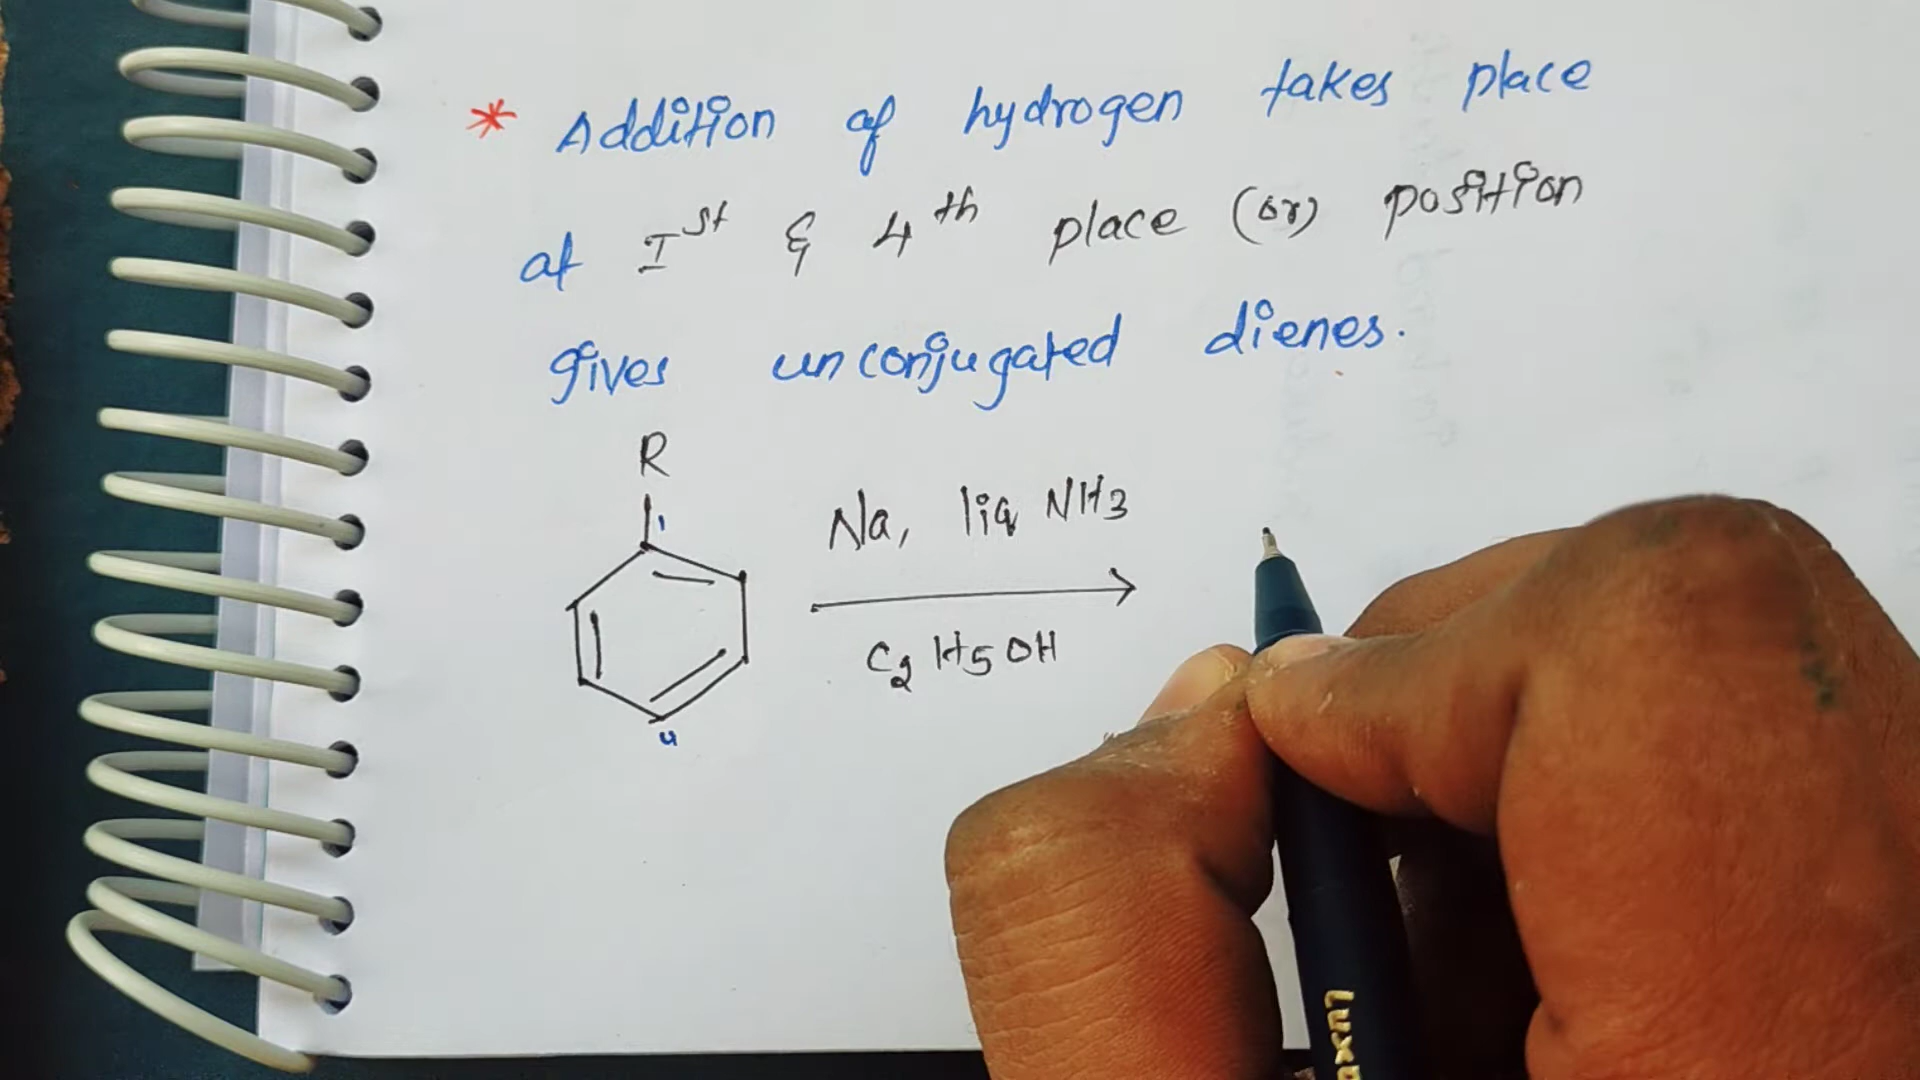 * Addition of hydrogen takes place
at Ist & 4th place (or) position
gives unconjugated dienes.
R
1
Na, liq NH3
C2H5OH
4
Luxor